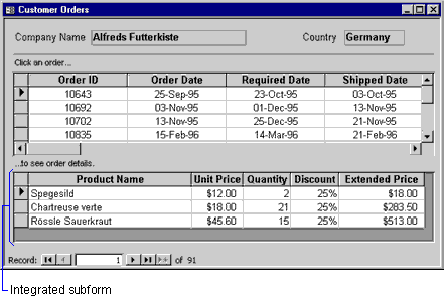 Customer Orders
Company Name Alfreds Futterkiste Country Germany
Click an order...
Order ID Order Date Required Date Shipped Date
10643 25-Sep-95 23-Oct-95 03-Oct-95
10692 03-Nov-95 01-Dec-95 13-Nov-95
10702 13-Nov-95 25-Dec-95 21-Nov-95
10835 15-Feb-96 14-Mar-96 21-Feb-96
...to see order details.
Product Name Unit Price Quantity Discount Extended Price
Spegesild $12.00 2 25% $18.00
Chartreuse verte $18.00 21 25% $283.50
Rössle Sauerkraut $45.60 15 25% $513.00
Record: 1 of 91
Integrated subform